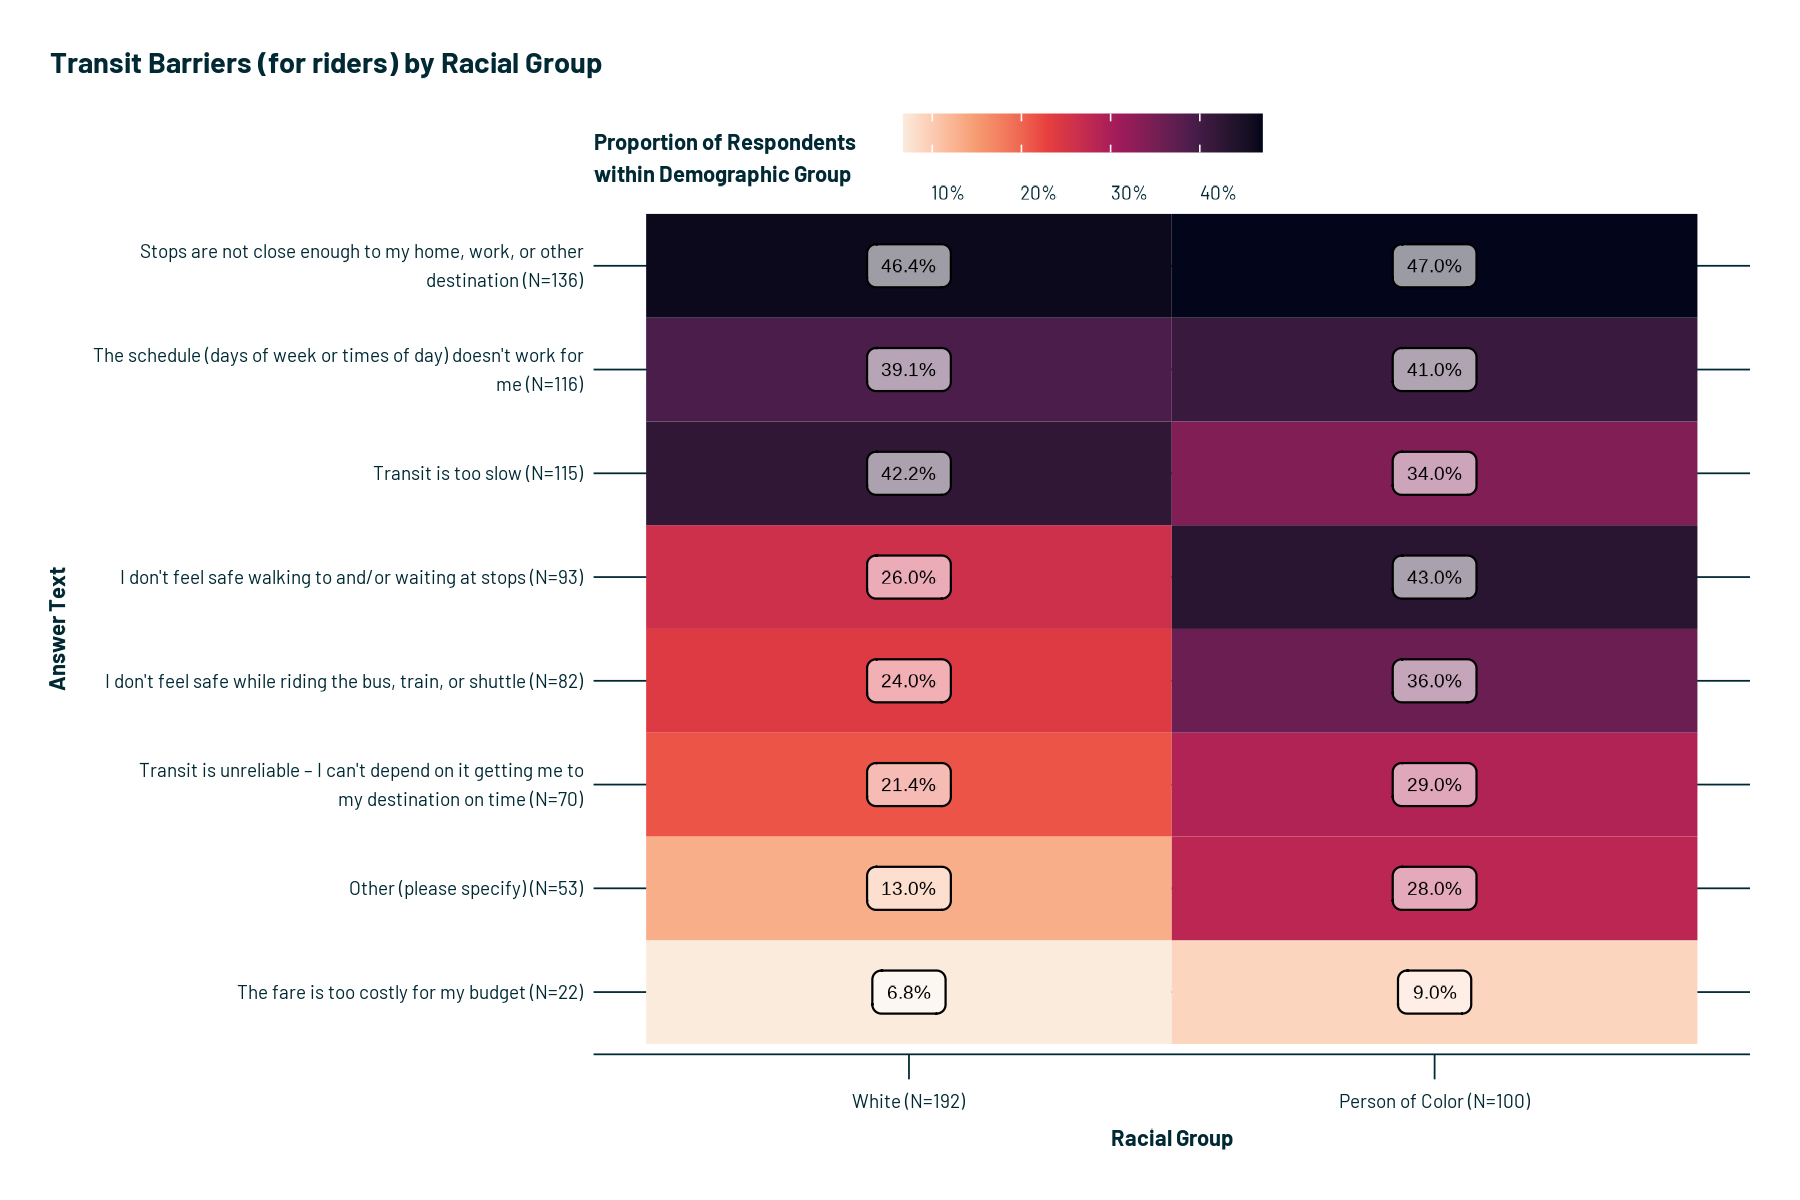 Transit Barriers (for riders) by Racial Group
Proportion of Respondents
within Demographic Group
10% 20% 30% 40%
Stops are not close enough to my home, work, or other
destination (N=136)
46.4% 47.0%
The schedule (days of week or times of day) doesn't work for
me (N=116)
39.1% 41.0%
Transit is too slow (N=115) 42.2% 34.0%
I don't feel safe walking to and/or waiting at stops (N=93) 26.0% 43.0%
I don't feel safe while riding the bus, train, or shuttle (N=82) 24.0% 36.0%
Transit is unreliable – I can't depend on it getting me to
my destination on time (N=70)
21.4% 29.0%
Other (please specify) (N=53) 13.0% 28.0%
The fare is too costly for my budget (N=22) 6.8% 9.0%
Answer Text
White (N=192) Person of Color (N=100)
Racial Group